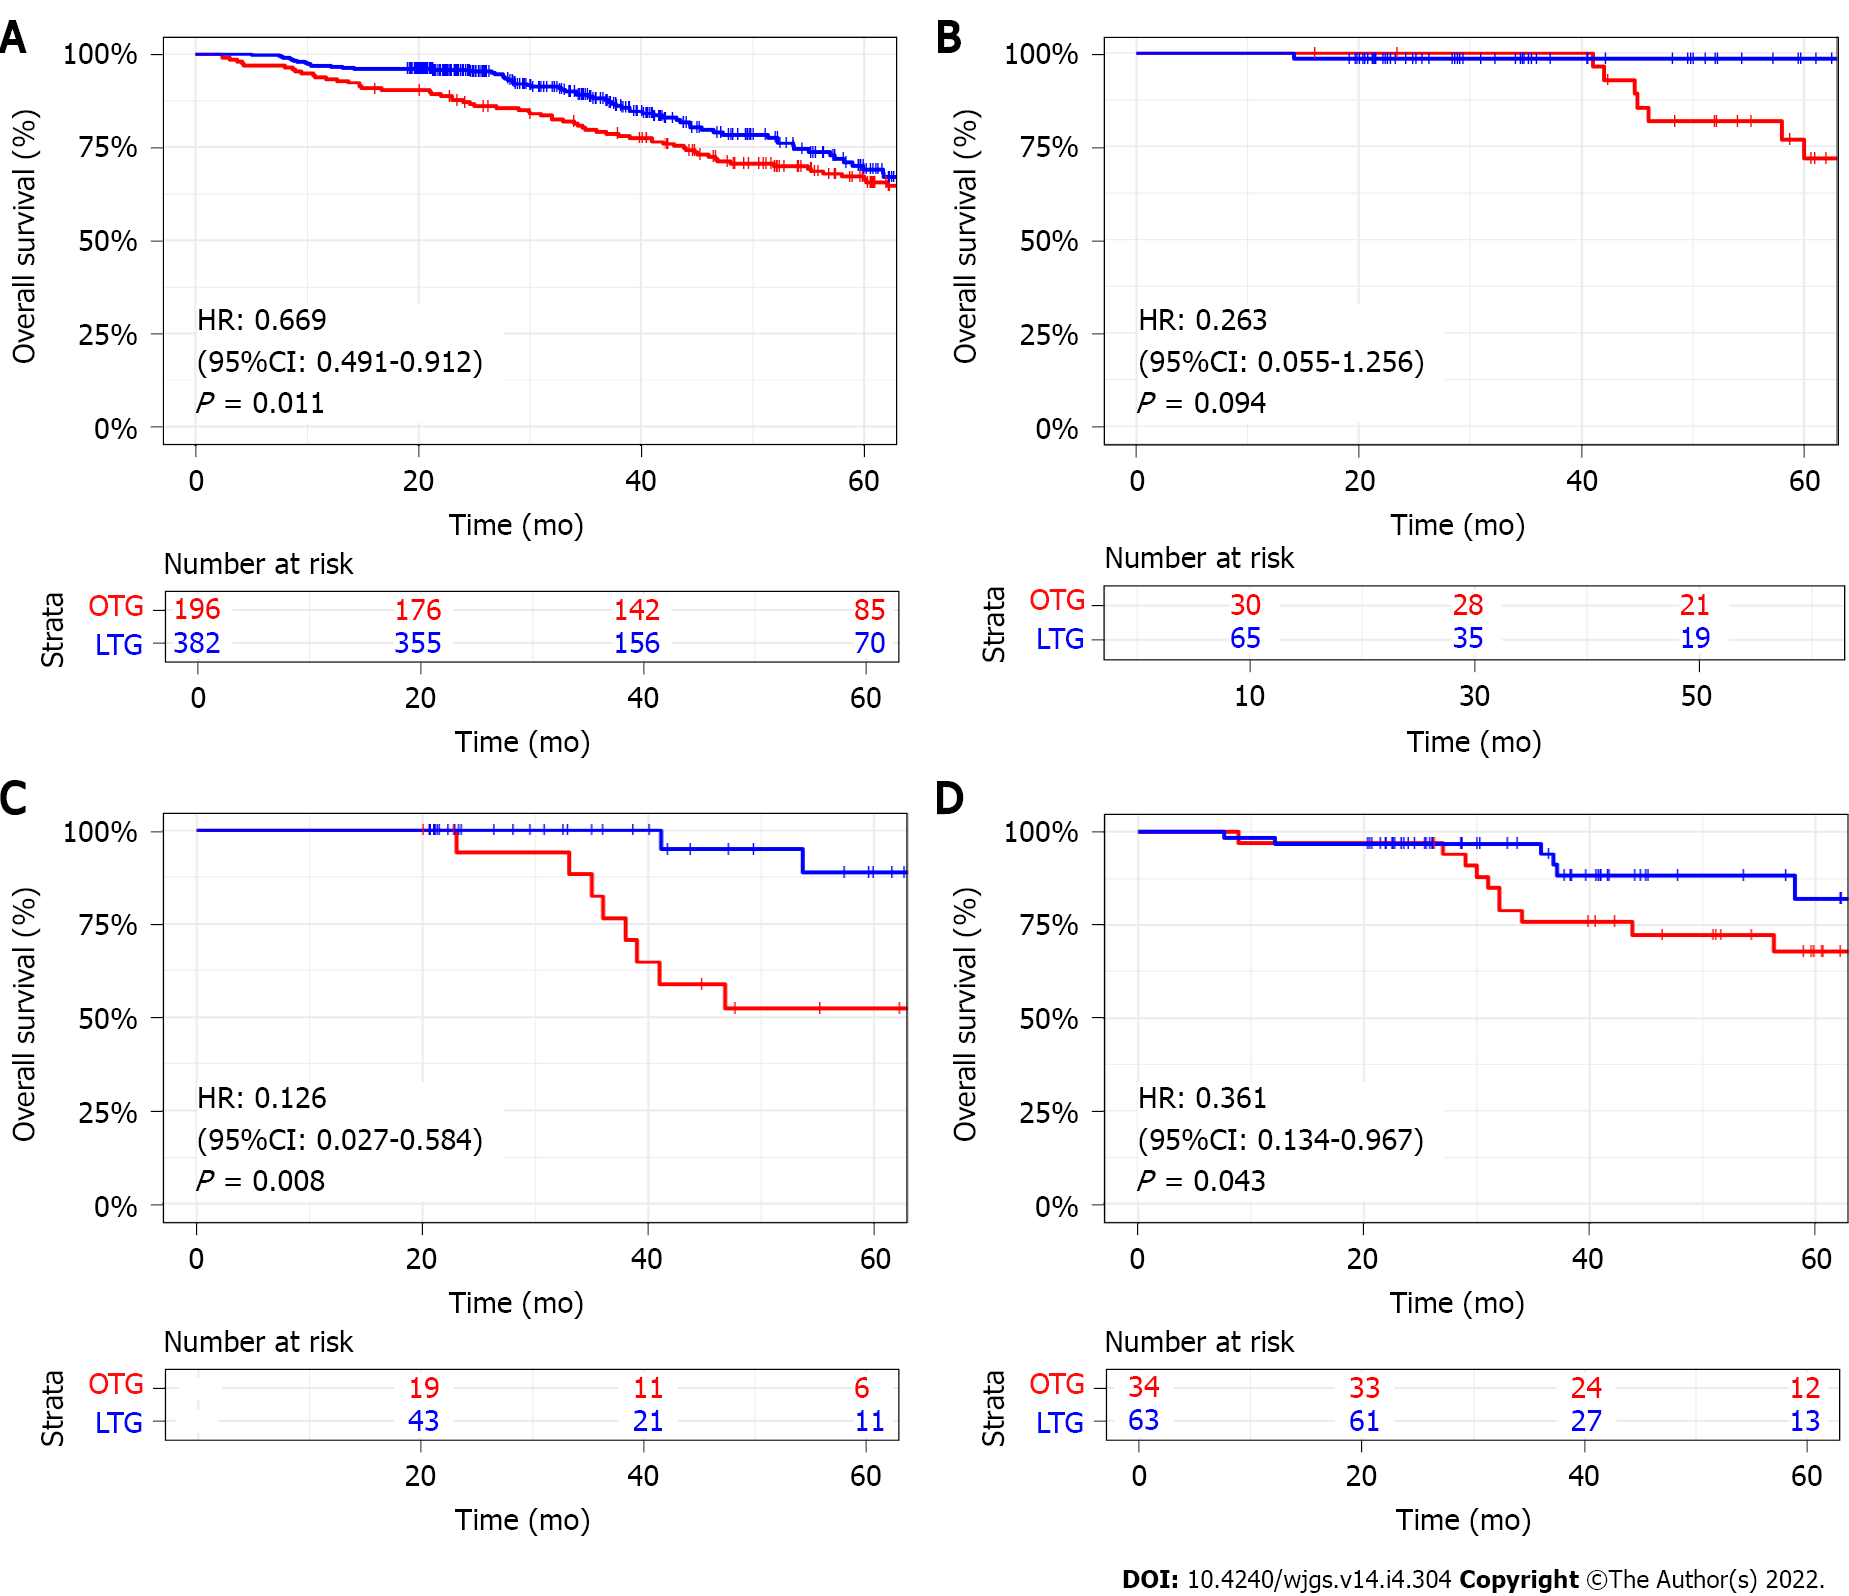 A
Overall survival (%)
100%
75%
50%
25%
0%
HR: 0.669
(95%CI: 0.491-0.912)
P = 0.011
0 20 40 60
Time (mo)
Number at risk
Strata
OTG 196 176 142 85
LTG 382 355 156 70
0 20 40 60
Time (mo)
B
Overall survival (%)
100%
75%
50%
25%
0%
HR: 0.263
(95%CI: 0.055-1.256)
P = 0.094
0 20 40 60
Time (mo)
Number at risk
Strata
OTG 30 28 21
LTG 65 35 19
10 30 50
Time (mo)
C
Overall survival (%)
100%
75%
50%
25%
0%
HR: 0.126
(95%CI: 0.027-0.584)
P = 0.008
0 20 40 60
Time (mo)
Number at risk
Strata
OTG 19 11 6
LTG 43 21 11
20 40 60
Time (mo)
D
Overall survival (%)
100%
75%
50%
25%
0%
HR: 0.361
(95%CI: 0.134-0.967)
P = 0.043
0 20 40 60
Time (mo)
Number at risk
Strata
OTG 34 33 24 12
LTG 63 61 27 13
0 20 40 60
Time (mo)
DOI: 10.4240/wjgs.v14.i4.304 Copyright ©The Author(s) 2022.